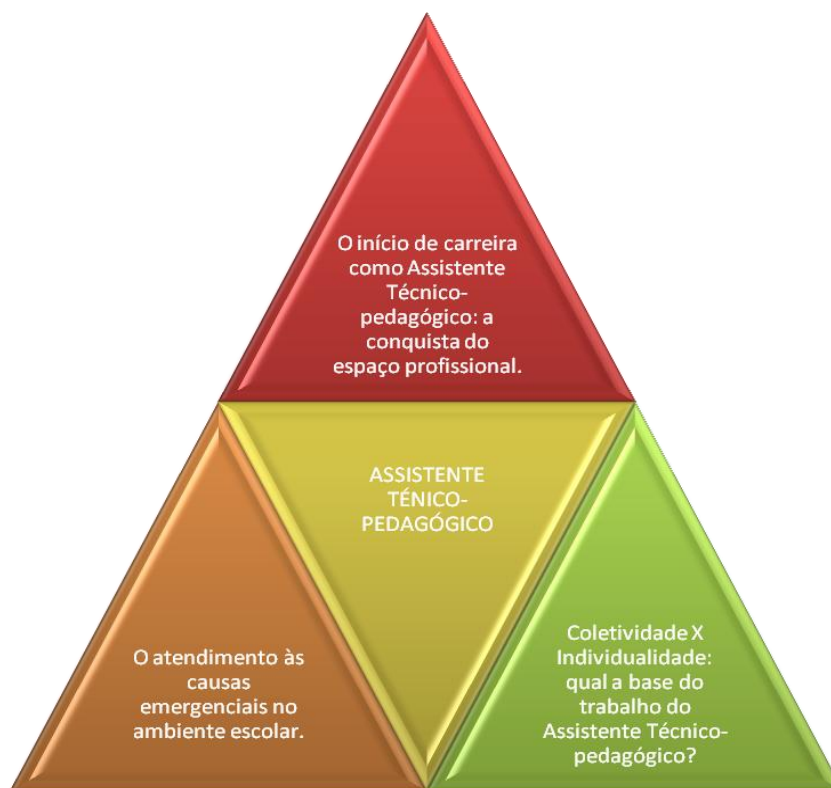 O início de carreira
como Assistente
Técnico-
pedagógico: a
conquista do
espaço profissional.
ASSISTENTE
TÉNICO-
PEDAGÓGICO
O atendimento às
causas
emergenciais no
ambiente escolar.
Coletividade X
Individualidade:
qual a base do
trabalho do
Assistente Técnico-
pedagógico?